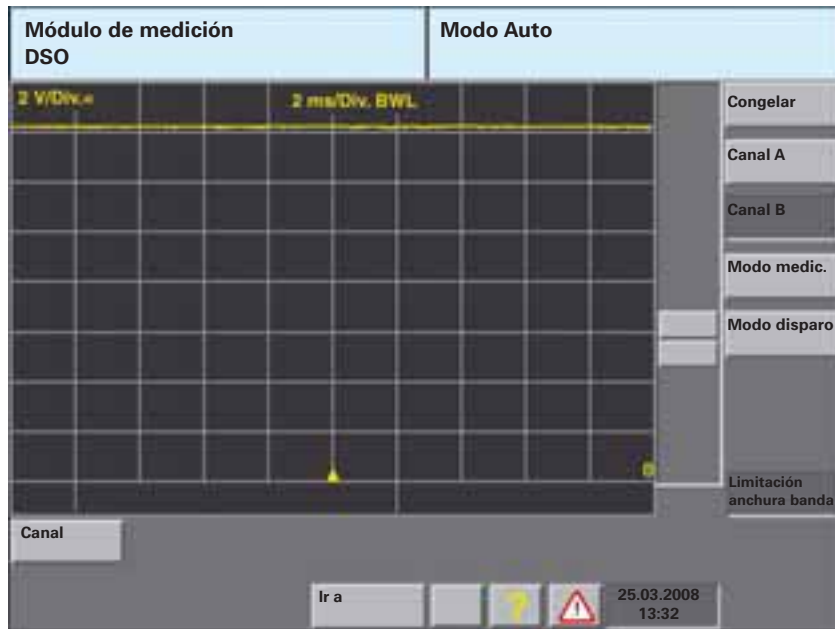 Módulo de medición
DSO
Modo Auto
2 V/Div.=
2 ms/Div. BWL
Congelar
Canal A
Canal B
Modo medic.
Modo disparo
Limitación
anchura banda
Canal
Ir a
?
25.03.2008
13:32